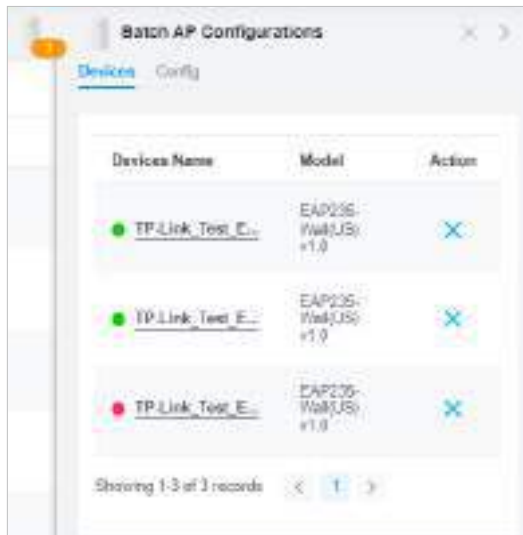 Batch AP Configurations
Devices Config
Devices Name Model Action
TP-Link_Test_E... EAP235-
Wall(US)
v1.0
TP-Link_Test_E... EAP235-
Wall(US)
v1.0
TP-Link_Test_E... EAP235-
Wall(US)
v1.0
Showing 1-3 of 3 records < 1 >